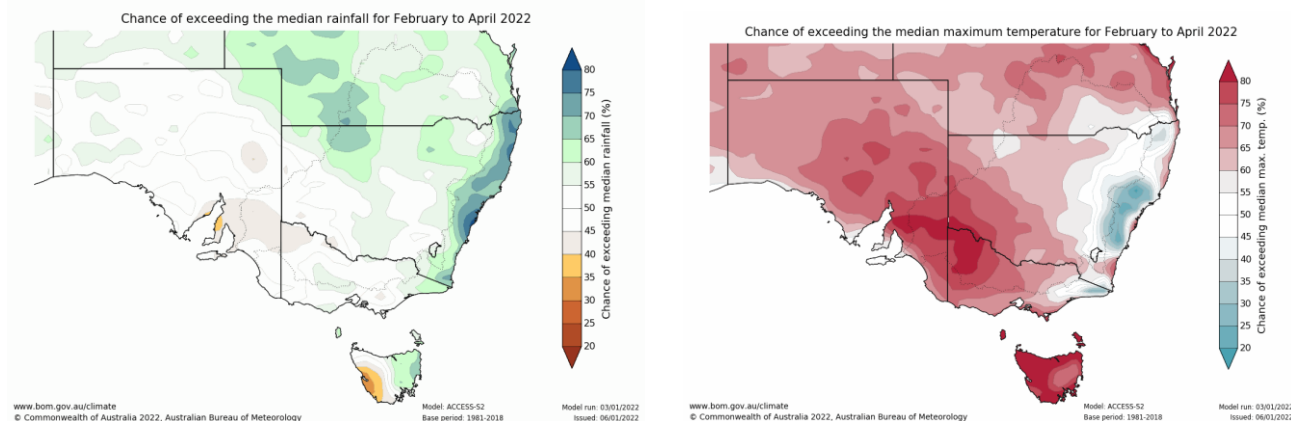 Chance of exceeding the median rainfall for February to April 2022
80
75
70
65
60
55
50
45
40
35
30
25
20
Chance of exceeding median rainfall (%)
www.bom.gov.au/climate
© Commonwealth of Australia 2022, Australian Bureau of Meteorology
Model: ACCESS-S2
Base period: 1981-2018
Model run: 03/01/2022
Issued: 06/01/2022
Chance of exceeding the median maximum temperature for February to April 2022
80
75
70
65
60
55
50
45
40
35
30
25
20
Chance of exceeding median max. temp. (%)
www.bom.gov.au/climate
© Commonwealth of Australia 2022, Australian Bureau of Meteorology
Model: ACCESS-S2
Base period: 1981-2018
Model run: 03/01/2022
Issued: 06/01/2022